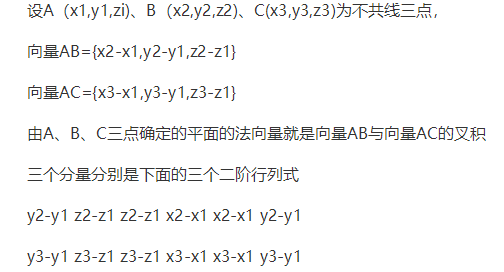 设A（x1,y1,zi)、B（x2,y2,z2)、C(x3,y3,z3)为不共线三点，
向量AB={x2-x1,y2-y1,z2-z1}
向量AC={x3-x1,y3-y1,z3-z1}
由A、B、C三点确定的平面的法向量就是向量AB与向量AC的叉积
三个分量分别是下面的三个二阶行列式
y2-y1 z2-z1 z2-z1 x2-x1 x2-x1 y2-y1
y3-y1 z3-z1 z3-z1 x3-x1 x3-x1 y3-y1